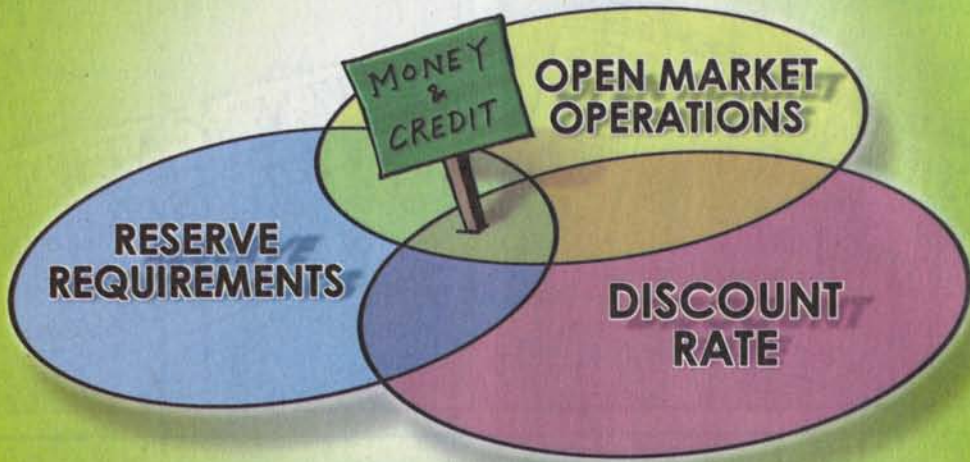 MONEY
&
CREDIT
OPEN MARKET
OPERATIONS
RESERVE
REQUIREMENTS
DISCOUNT
RATE